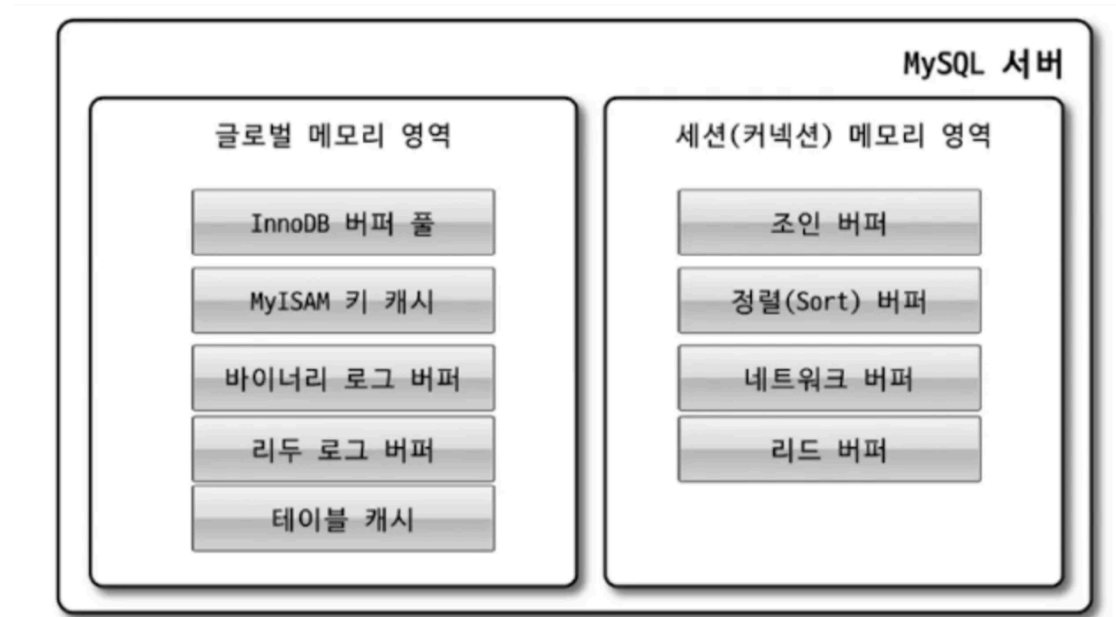 MySQL 서버
글로벌 메모리 영역
InnoDB 버퍼 풀
MyISAM 키 캐시
바이너리 로그 버퍼
리두 로그 버퍼
테이블 캐시
세션(커넥션) 메모리 영역
조인 버퍼
정렬(Sort) 버퍼
네트워크 버퍼
리드 버퍼